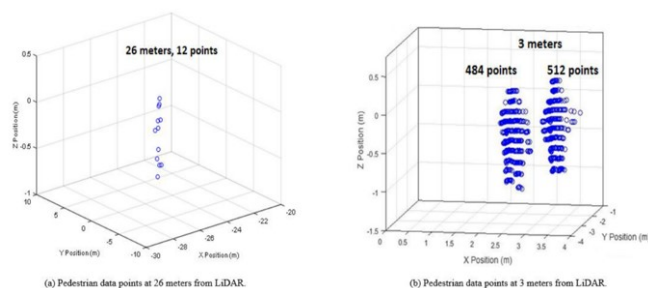 26 meters, 12 points
0.5
0
-0.5
-1
Z Position(m)
10
5
0
-5
-10
Y Position(m)
-30
-28
-26
-24
-22
-20
X Position(m)
(a) Pedestrian data points at 26 meters from LiDAR.
3 meters
484 points
512 points
0.5
0
-0.5
-1
-1.5
Z Position (m)
0
0.5
1
1.5
2
2.5
3
3.5
4
X Position (m)
-4
-3
-2
-1
Y Position (m)
(b) Pedestrian data points at 3 meters from LiDAR.